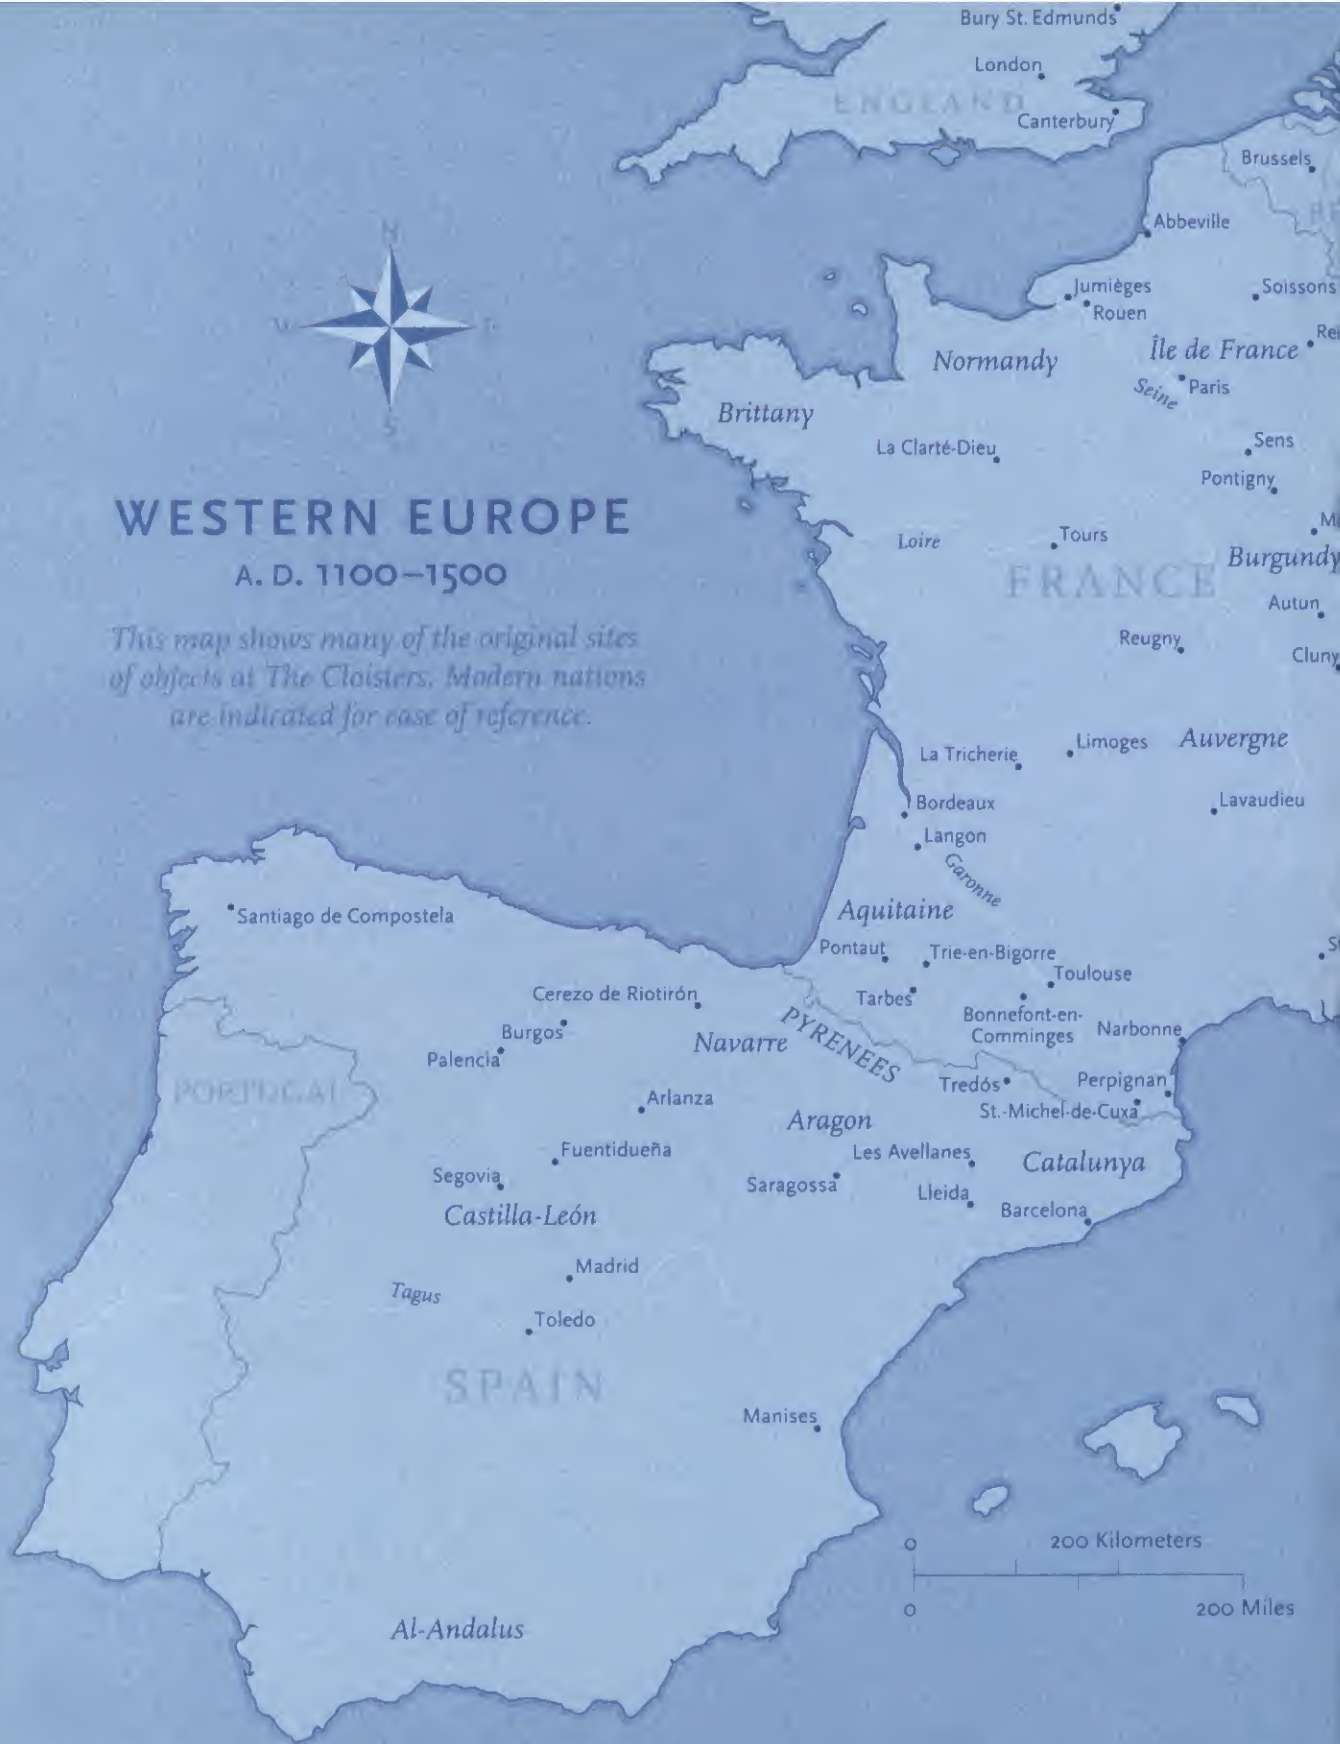 Bury St. Edmunds
London
ENGLAND
Canterbury
Brussels
Abbeville
N
W
E
S
Jumièges
Rouen
Soissons
Normandy
Île de France
Seine
Paris
Brittany
La Clarté-Dieu
Sens
Pontigny
WESTERN EUROPE
A. D. 1100–1500
This map shows many of the original sites
of objects at The Cloisters. Modern nations
are indicated for ease of reference.
Loire
Tours
FRANCE
Burgundy
Autun
Reugny
Cluny
La Tricherie
Limoges
Auvergne
Bordeaux
Lavaudieu
Langon
Garonne
Aquitaine
Santiago de Compostela
Pontaut
Trie-en-Bigorre
Toulouse
Tarbes
Bonnefont-en-
Comminges
Narbonne
Cerezo de Riotirón
Burgos
Palencia
Navarre
PYRENEES
PORTUGAL
Tredós
Perpignan
St.-Michel-de-Cuxa
Arlanza
Aragon
Fuentidueña
Segovia
Les Avellanes
Catalunya
Saragossa
Lleida
Barcelona
Castilla-León
Madrid
Tagus
Toledo
SPAIN
Manises
Al-Andalus
0
200 Kilometers
0
200 Miles